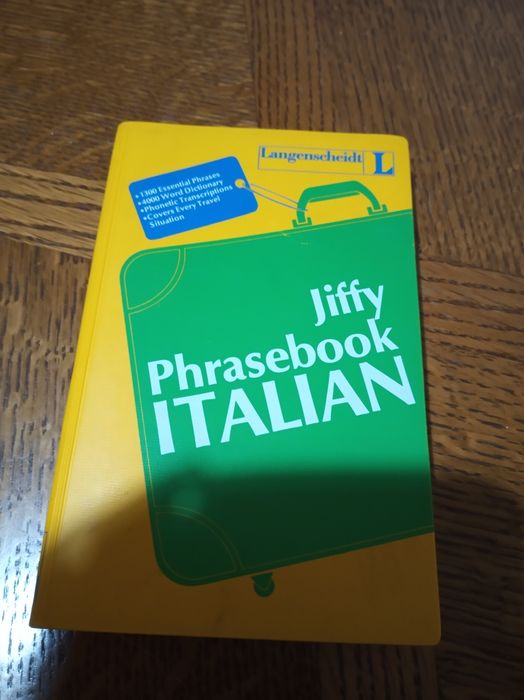 Langenscheidt L
•1300 Essential Phrases
•4000 Word Dictionary
•Phonetic Transcriptions
•Covers Every Travel
Situation
Jiffy
Phrasebook
ITALIAN